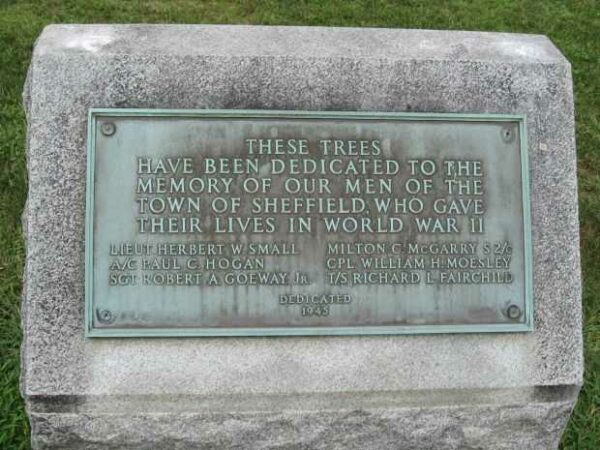 THESE TREES
HAVE BEEN DEDICATED TO THE
MEMORY OF OUR MEN OF THE
TOWN OF SHEFFIELD, WHO GAVE
THEIR LIVES IN WORLD WAR II
LIEUT HERBERT W. SMALL
A/C PAUL C. HOGAN
SGT ROBERT A. GOEWAY, Jr.
MILTON C. McGARRY S 2/c
CPL. WILLIAM H. MOESLEY
T/S RICHARD L. FAIRCHILD
DEDICATED
1945